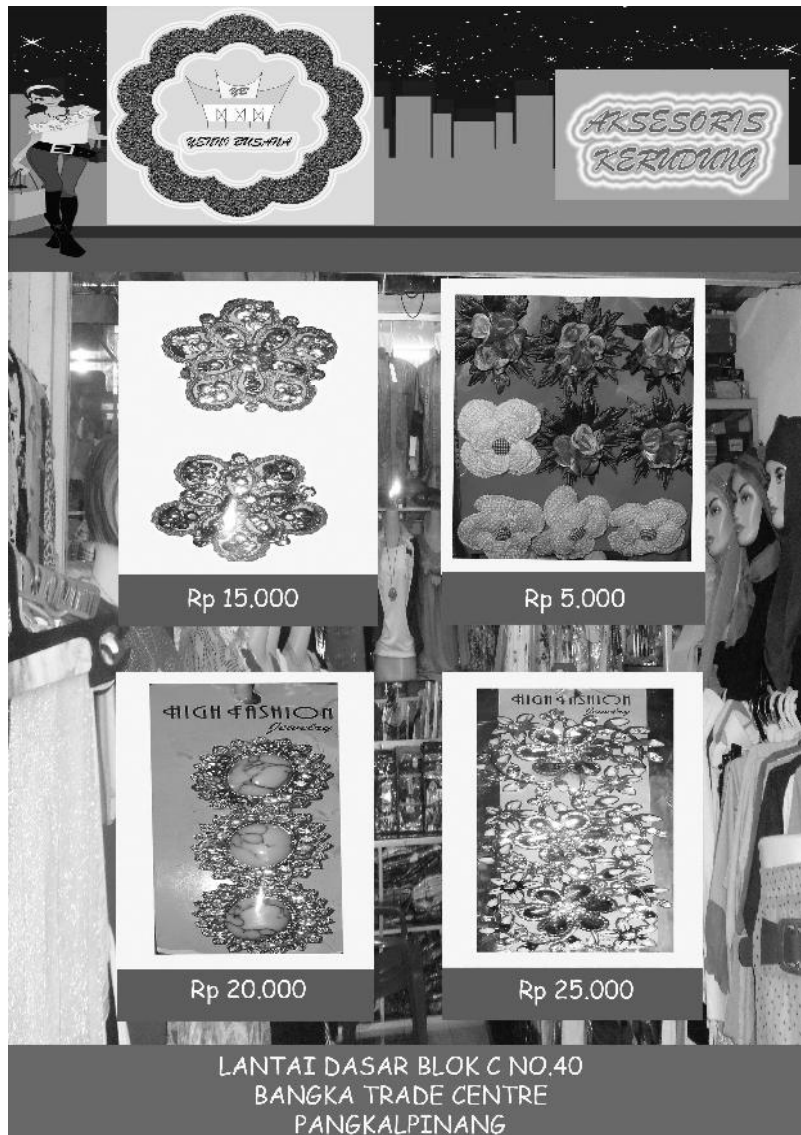 YB
YENNI BUSANA
AKSESORIS
KERUDUNG
Rp 15.000
Rp 5.000
HIGH FASHION
Jewelry
Rp 20.000
HIGH FASHION
Jewelry
Rp 25.000
LANTAI DASAR BLOK C NO.40
BANGKA TRADE CENTRE
PANGKALPINANG